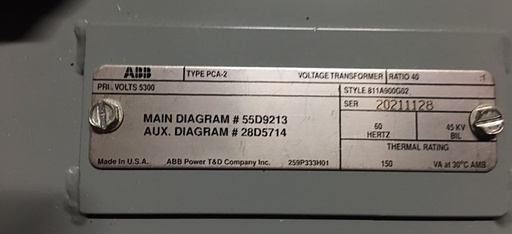 ABB TYPE PCA-2 VOLTAGE TRANSFORMER RATIO 40 :1
PRI. VOLTS 5300 STYLE 811A900G02
SER 20211128
MAIN DIAGRAM # 55D9213
AUX. DIAGRAM # 28D5714
60 HERTZ
45 KV BIL
THERMAL RATING
Made in U.S.A. ABB Power T&D Company Inc. 259P333H01 150 VA at 30°C AMB